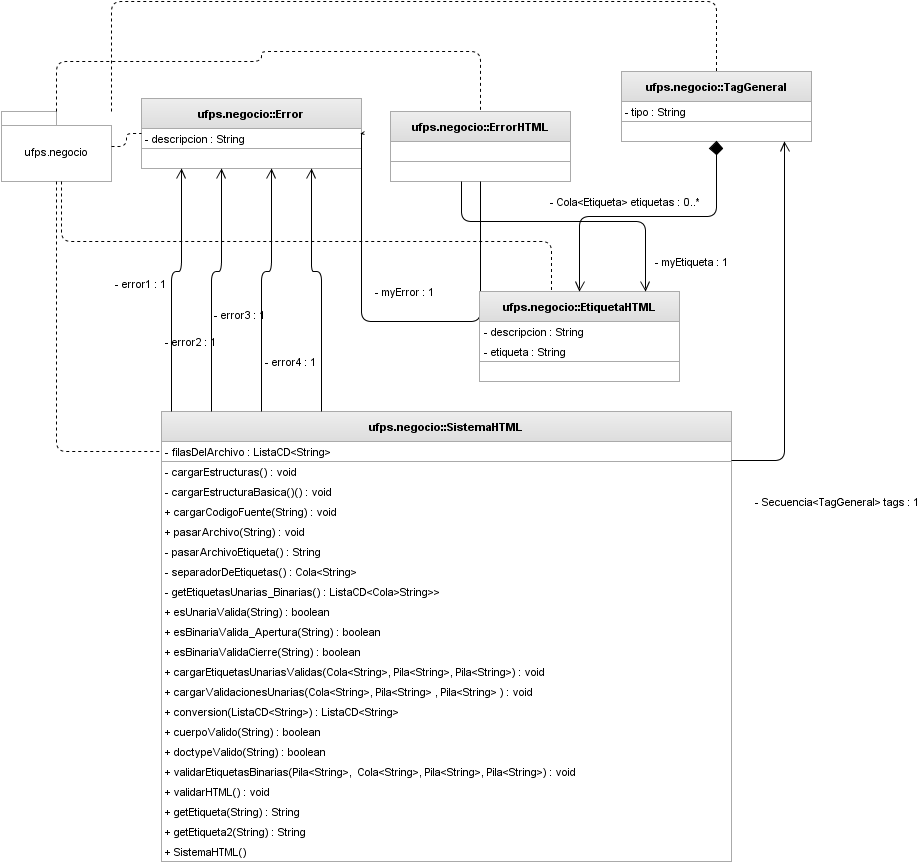 ufps.negocio::TagGeneral
- tipo : String
ufps.negocio::Error
- descripcion : String
ufps.negocio::ErrorHTML
ufps.negocio
- Cola<Etiqueta> etiquetas : 0..*
- myEtiqueta : 1
- error1 : 1
- myError : 1
- error3 : 1
- error2 : 1
- error4 : 1
ufps.negocio::EtiquetaHTML
- descripcion : String
- etiqueta : String
ufps.negocio::SistemaHTML
- filasDelArchivo : ListaCD<String>
- cargarEstructuras() : void
- cargarEstructuraBasica()() : void
+ cargarCodigoFuente(String) : void
+ pasarArchivo(String) : void
- pasarArchivoEtiqueta() : String
- separadorDeEtiquetas() : Cola<String>
- getEtiquetasUnarias_Binarias() : ListaCD<Cola>String>>
+ esUnariaValida(String) : boolean
+ esBinariaValida_Apertura(String) : boolean
+ esBinariaValidaCierre(String) : boolean
+ cargarEtiquetasUnariasValidas(Cola<String>, Pila<String>, Pila<String>) : void
+ cargarValidacionesUnarias(Cola<String>, Pila<String> , Pila<String> ) : void
+ conversion(ListaCD<String>) : ListaCD<String>
+ cuerpoValido(String) : boolean
+ doctypeValido(String) : boolean
+ validarEtiquetasBinarias(Pila<String>, Cola<String>, Pila<String>, Pila<String>) : void
+ validarHTML() : void
+ getEtiqueta(String) : String
+ getEtiqueta2(String) : String
+ SistemaHTML()
- Secuencia<TagGeneral> tags : 1